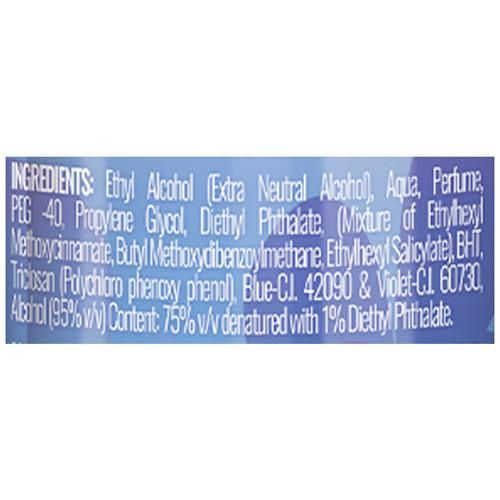 INGREDIENTS: Ethyl Alcohol (Extra Neutral Alcohol), Aqua, Perfume,
PEG -40, Propylene Glycol, Diethyl Phthalate, (Mixture of Ethylhexyl
Methoxycinnamate, Butyl Methoxydibenzoylmethane, Ethylhexyl Salicylate), BHT,
Triclosan (Polychloro phenoxy phenol), Blue-C.I. 42090 & Violet-C.I. 60730,
Alcohol (95% v/v) Content: 75% v/v denatured with 1% Diethyl Phthalate.